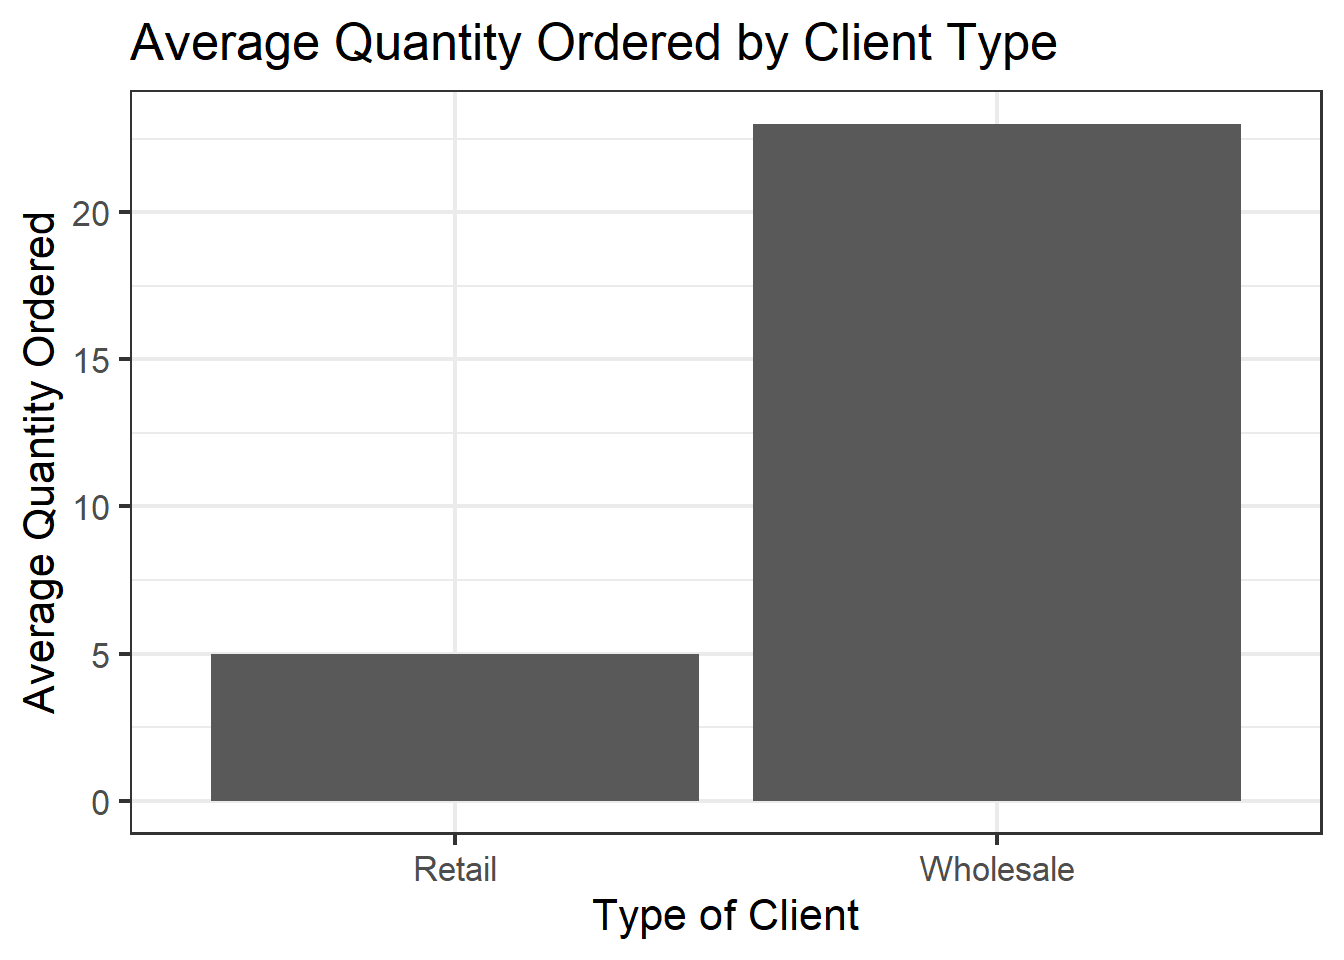 Average Quantity Ordered by Client Type
Average Quantity Ordered
20
15
10
5
0
Retail
Wholesale
Type of Client